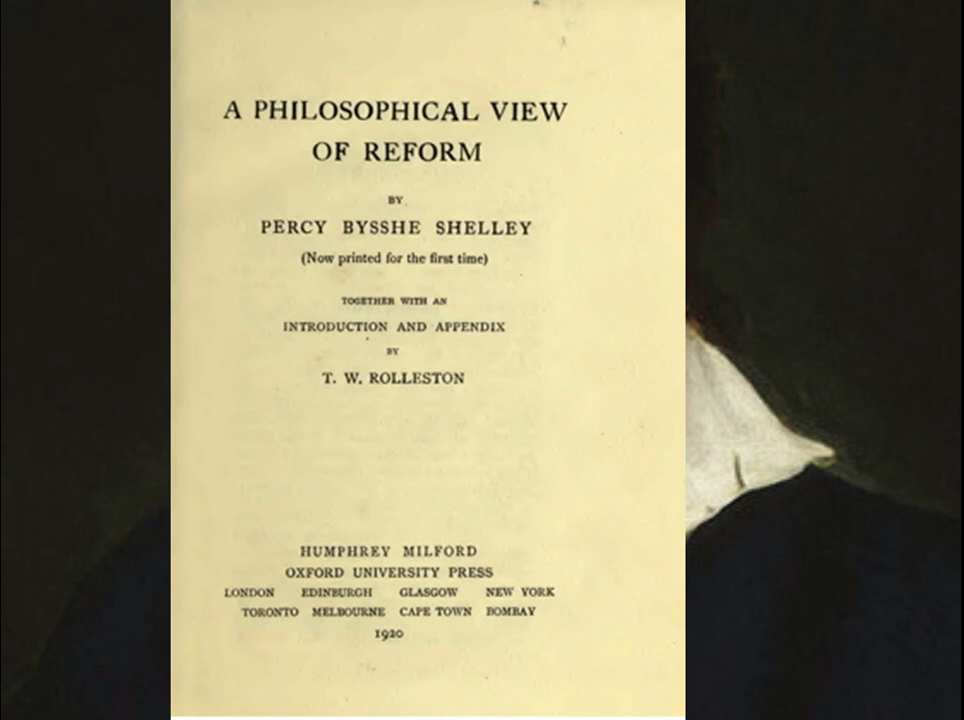 A PHILOSOPHICAL VIEW
OF REFORM
BY
PERCY BYSSHE SHELLEY
(Now printed for the first time)
TOGETHER WITH AN
INTRODUCTION AND APPENDIX
BY
T. W. ROLLESTON
HUMPHREY MILFORD
OXFORD UNIVERSITY PRESS
LONDON EDINBURGH GLASGOW NEW YORK
TORONTO MELBOURNE CAPE TOWN BOMBAY
1920